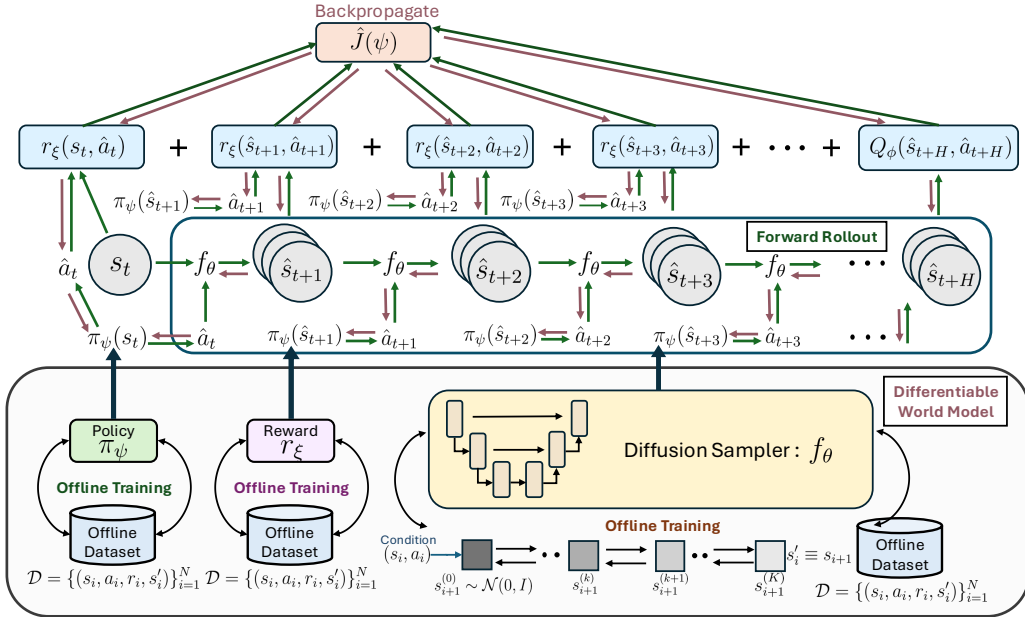 Backpropagate
Ĵ(ψ)
r_ξ(s_t, â_t) + r_ξ(ŝ_{t+1}, â_{t+1}) + r_ξ(ŝ_{t+2}, â_{t+2}) + r_ξ(ŝ_{t+3}, â_{t+3}) + ··· + Q_φ(ŝ_{t+H}, â_{t+H})
π_ψ(ŝ_{t+1}) â_{t+1} π_ψ(ŝ_{t+2}) â_{t+2} π_ψ(ŝ_{t+3}) â_{t+3}
Forward Rollout
â_t s_t f_θ ŝ_{t+1} f_θ ŝ_{t+2} f_θ ŝ_{t+3} f_θ ··· ŝ_{t+H}
π_ψ(s_t) â_t π_ψ(ŝ_{t+1}) â_{t+1} π_ψ(ŝ_{t+2}) â_{t+2} π_ψ(ŝ_{t+3}) â_{t+3} ···
Differentiable
World Model
Policy
π_ψ
Reward
r_ξ
Diffusion Sampler : f_θ
Offline Training
Offline Training
Offline Training
Offline
Dataset
Offline
Dataset
Condition
(s_i, a_i) ·· ·· s'_i ≡ s_{i+1}
s_{i+1}^{(0)} ∼ 𝒩(0, I) s_{i+1}^{(k)} s_{i+1}^{(k+1)} s_{i+1}^{(K)}
Offline
Dataset
𝒟 = {(s_i, a_i, r_i, s'_i)}_{i=1}^N
𝒟 = {(s_i, a_i, r_i, s'_i)}_{i=1}^N
𝒟 = {(s_i, a_i, r_i, s'_i)}_{i=1}^N